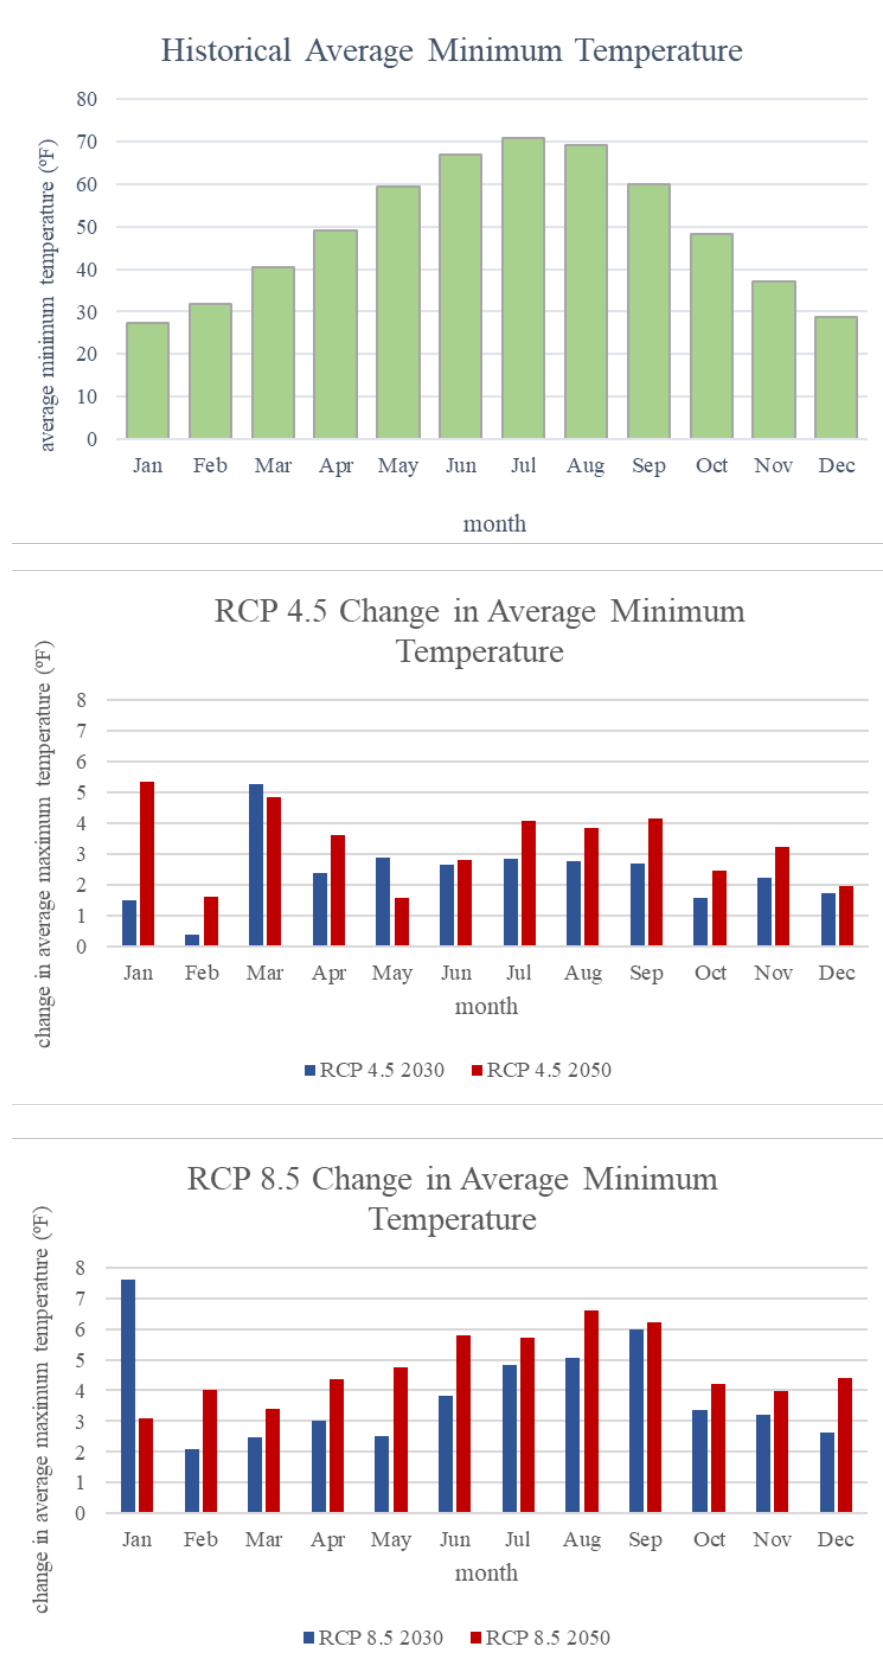 Historical Average Minimum Temperature
average minimum temperature (ºF)
80
70
60
50
40
30
20
10
0
Jan Feb Mar Apr May Jun Jul Aug Sep Oct Nov Dec
month
RCP 4.5 Change in Average Minimum
Temperature
change in average maximum temperature (ºF)
8
7
6
5
4
3
2
1
0
Jan Feb Mar Apr May Jun Jul Aug Sep Oct Nov Dec
month
RCP 4.5 2030 RCP 4.5 2050
RCP 8.5 Change in Average Minimum
Temperature
change in average maximum temperature (ºF)
8
7
6
5
4
3
2
1
0
Jan Feb Mar Apr May Jun Jul Aug Sep Oct Nov Dec
month
RCP 8.5 2030 RCP 8.5 2050